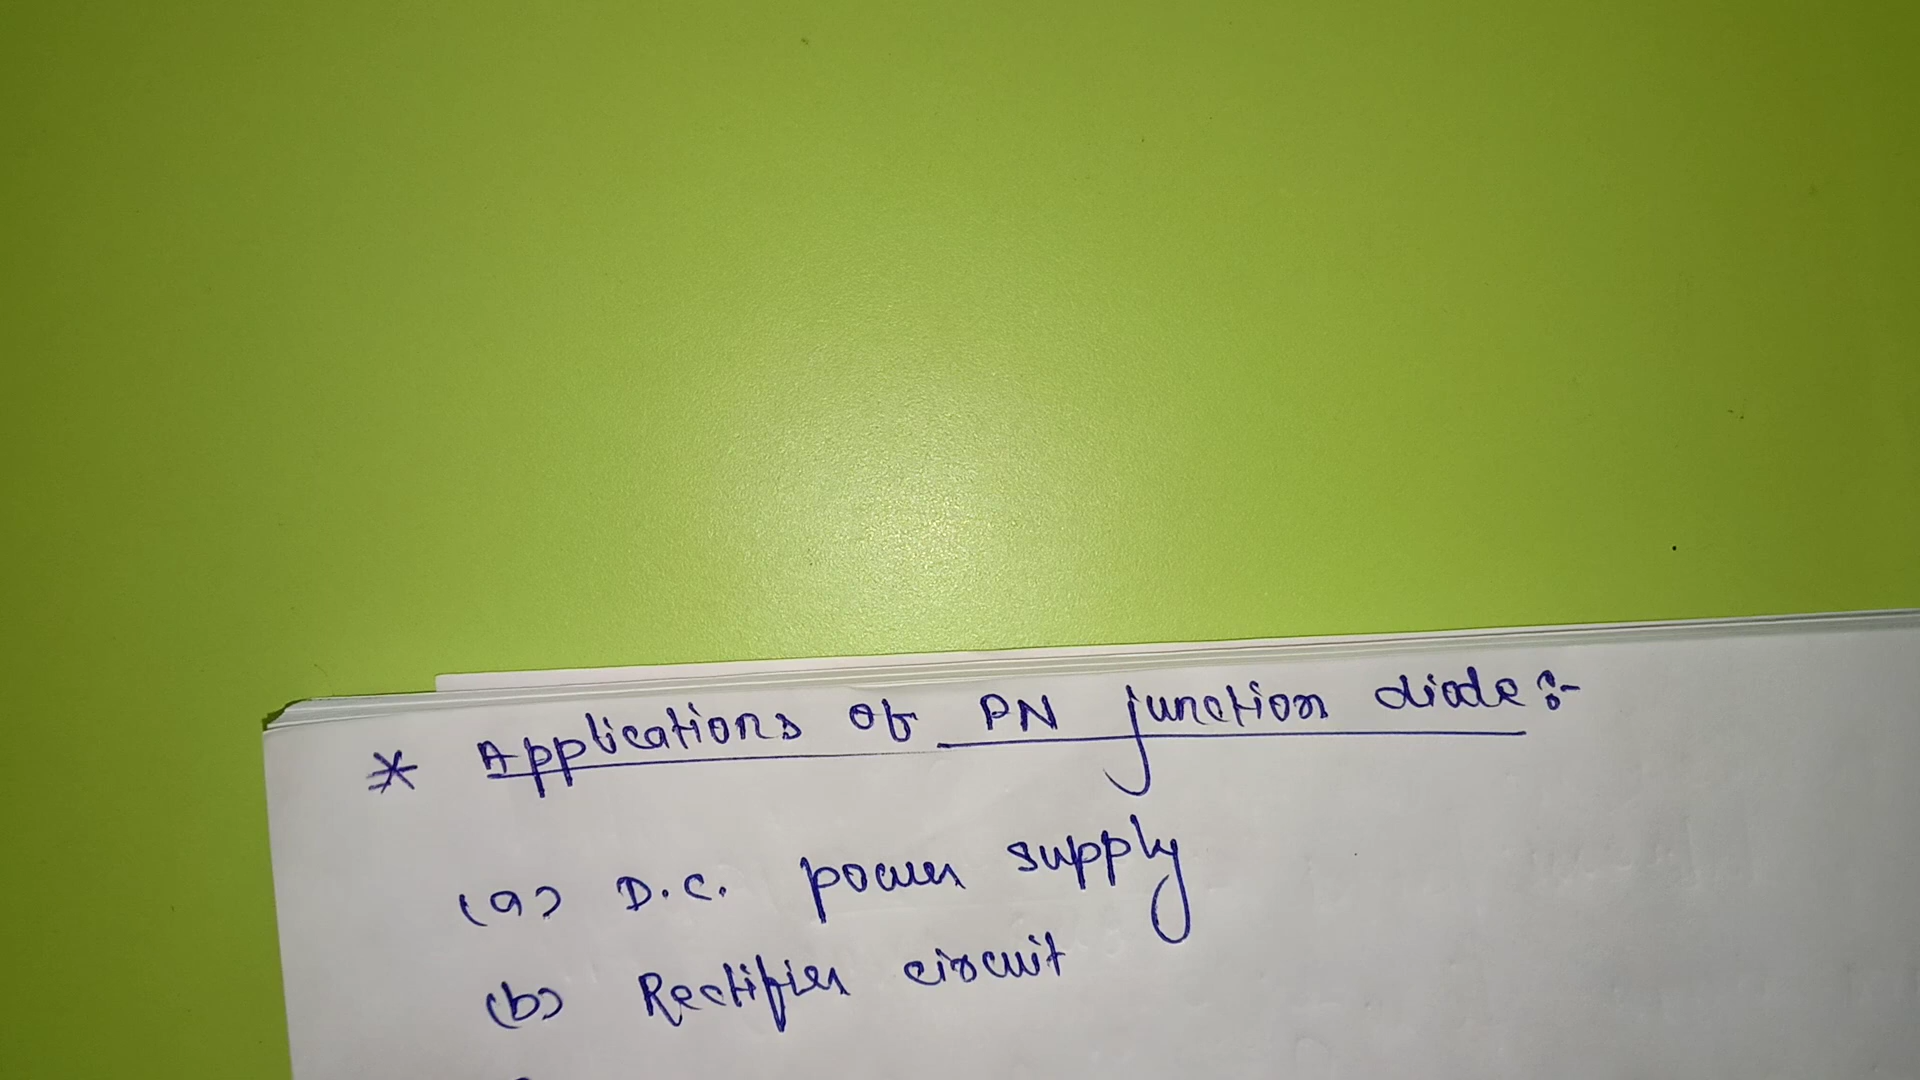 * Applications of PN junction diode :-
(a) D.C. power supply
(b) Rectifier circuit